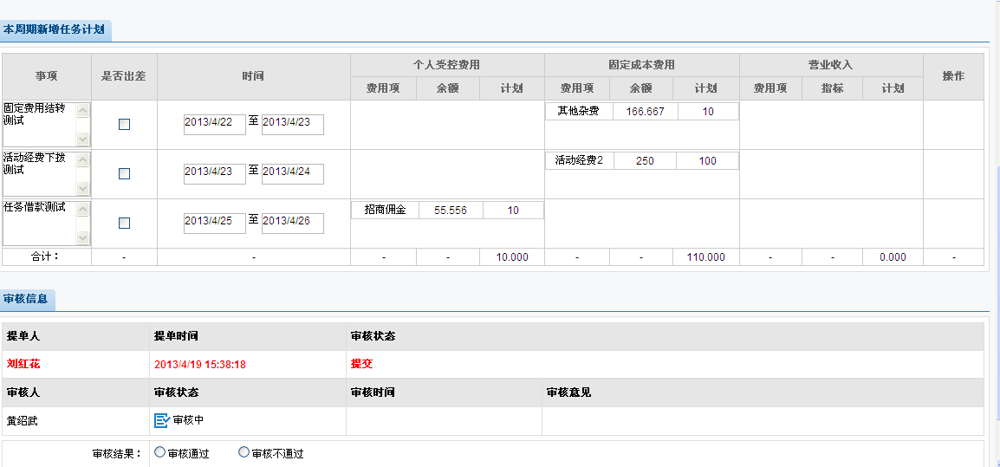 本周期新增任务计划
事项 是否出差 时间 个人受控费用 固定成本费用 营业收入 操作
费用项 余额 计划 费用项 余额 计划 费用项 指标 计划
固定费用结转
测试
2013/4/22 至 2013/4/23 其他杂费 166.667 10
活动经费下拨
测试
2013/4/23 至 2013/4/24 活动经费2 250 100
任务借款测试 2013/4/25 至 2013/4/26 招商佣金 55.556 10
合计： - - - - 10.000 - - 110.000 - - 0.000 -
审核信息
提单人 提单时间 审核状态
刘红花 2013/4/19 15:38:18 提交
审核人 审核状态 审核时间 审核意见
黄绍武 审核中
审核结果： 审核通过 审核不通过